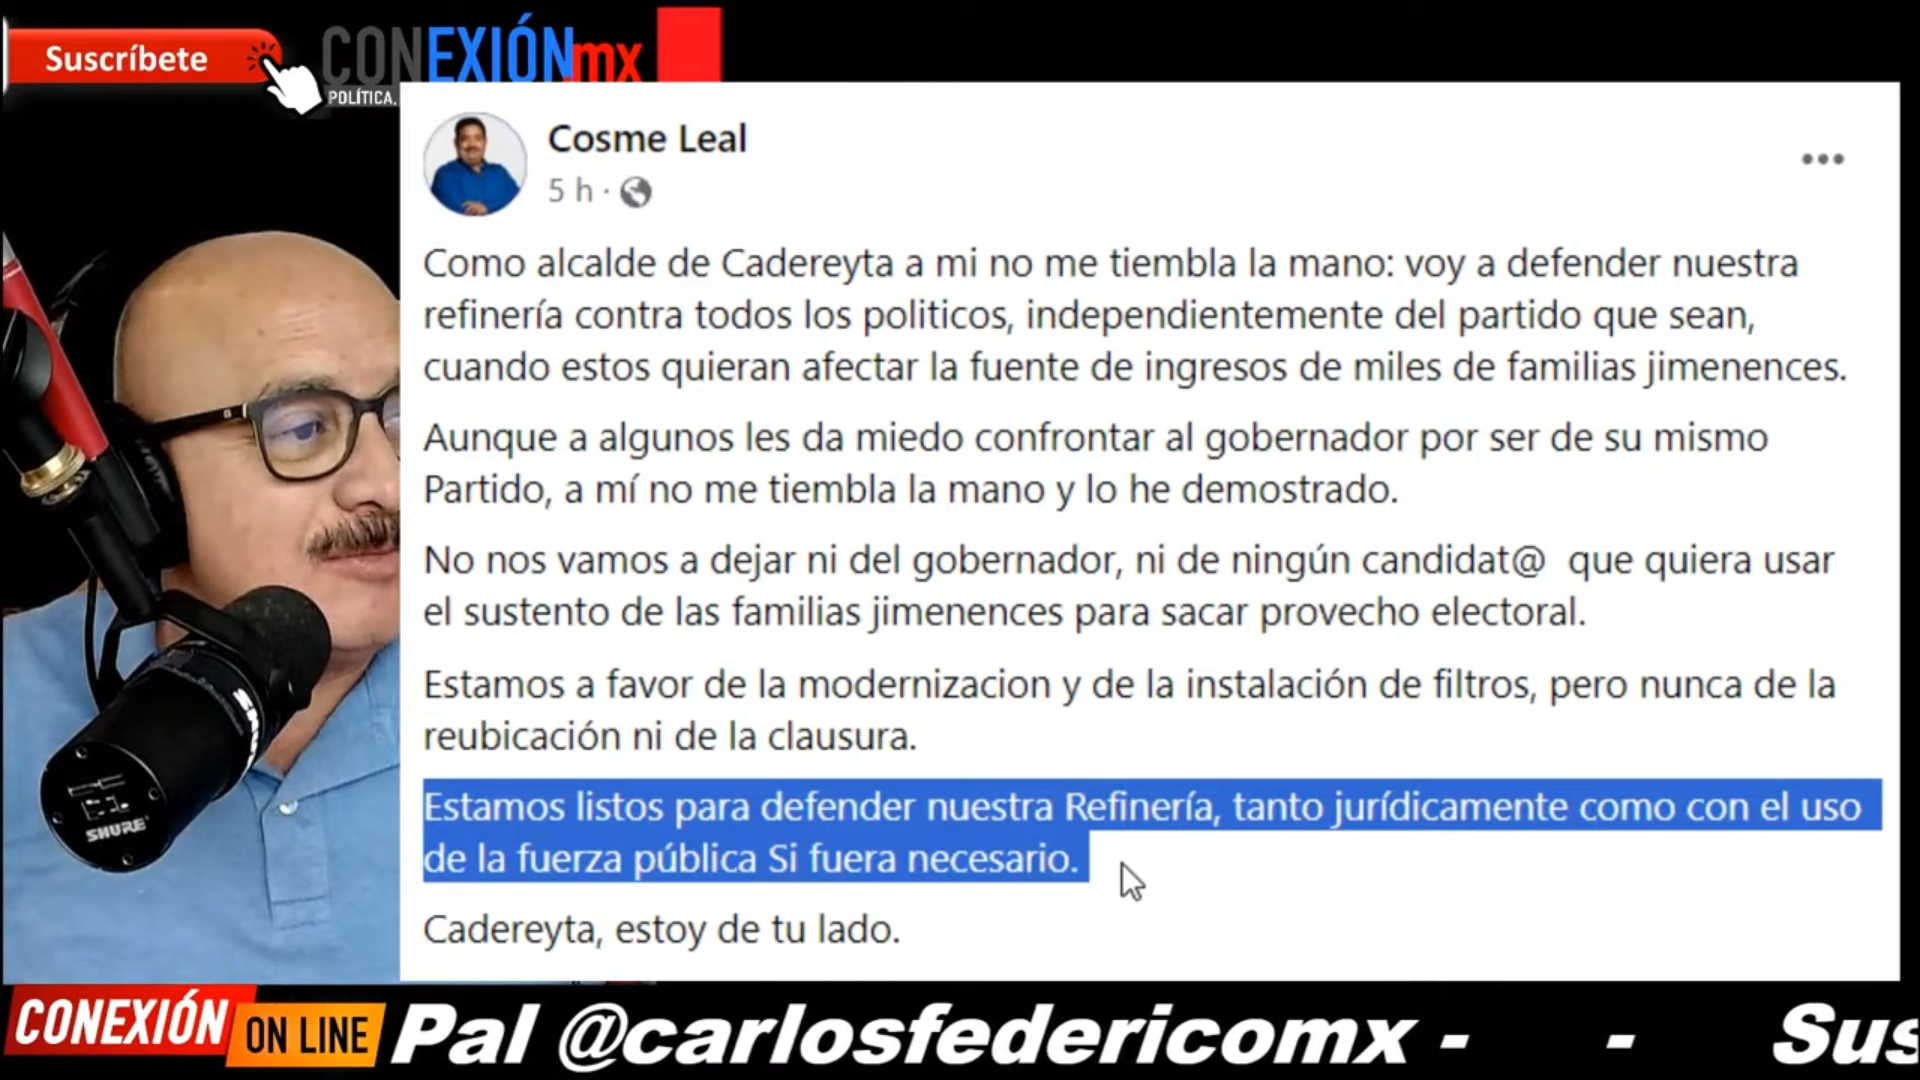 Suscríbete
CONEXIÓNmx
POLÍTICA,
Cosme Leal
5 h ·
Como alcalde de Cadereyta a mi no me tiembla la mano: voy a defender nuestra
refinería contra todos los politicos, independientemente del partido que sean,
cuando estos quieran afectar la fuente de ingresos de miles de familias jimenences.
Aunque a algunos les da miedo confrontar al gobernador por ser de su mismo
Partido, a mí no me tiembla la mano y lo he demostrado.
No nos vamos a dejar ni del gobernador, ni de ningún candidat@ que quiera usar
el sustento de las familias jimenences para sacar provecho electoral.
Estamos a favor de la modernizacion y de la instalación de filtros, pero nunca de la
reubicación ni de la clausura.
Estamos listos para defender nuestra Refinería, tanto jurídicamente como con el uso
de la fuerza pública Si fuera necesario.
Cadereyta, estoy de tu lado.
SHURE
CONEXIÓN ON LINE Pal @carlosfedericomx - - Sus